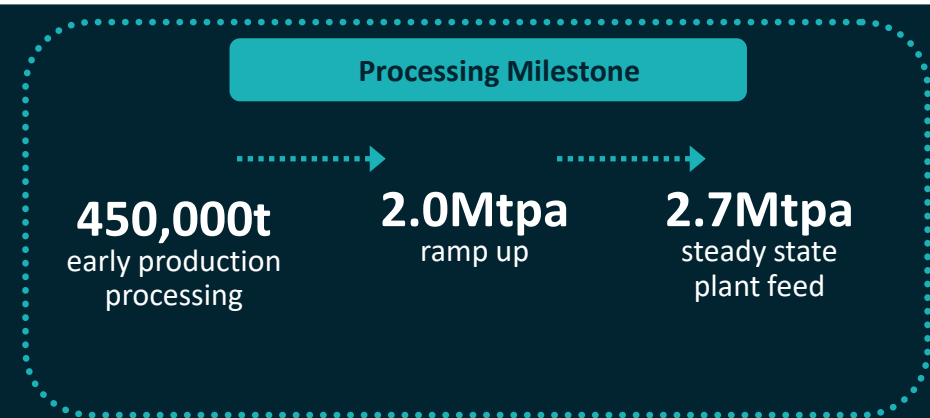 Processing Milestone
450,000t
early production
processing
2.0Mtpa
ramp up
2.7Mtpa
steady state
plant feed